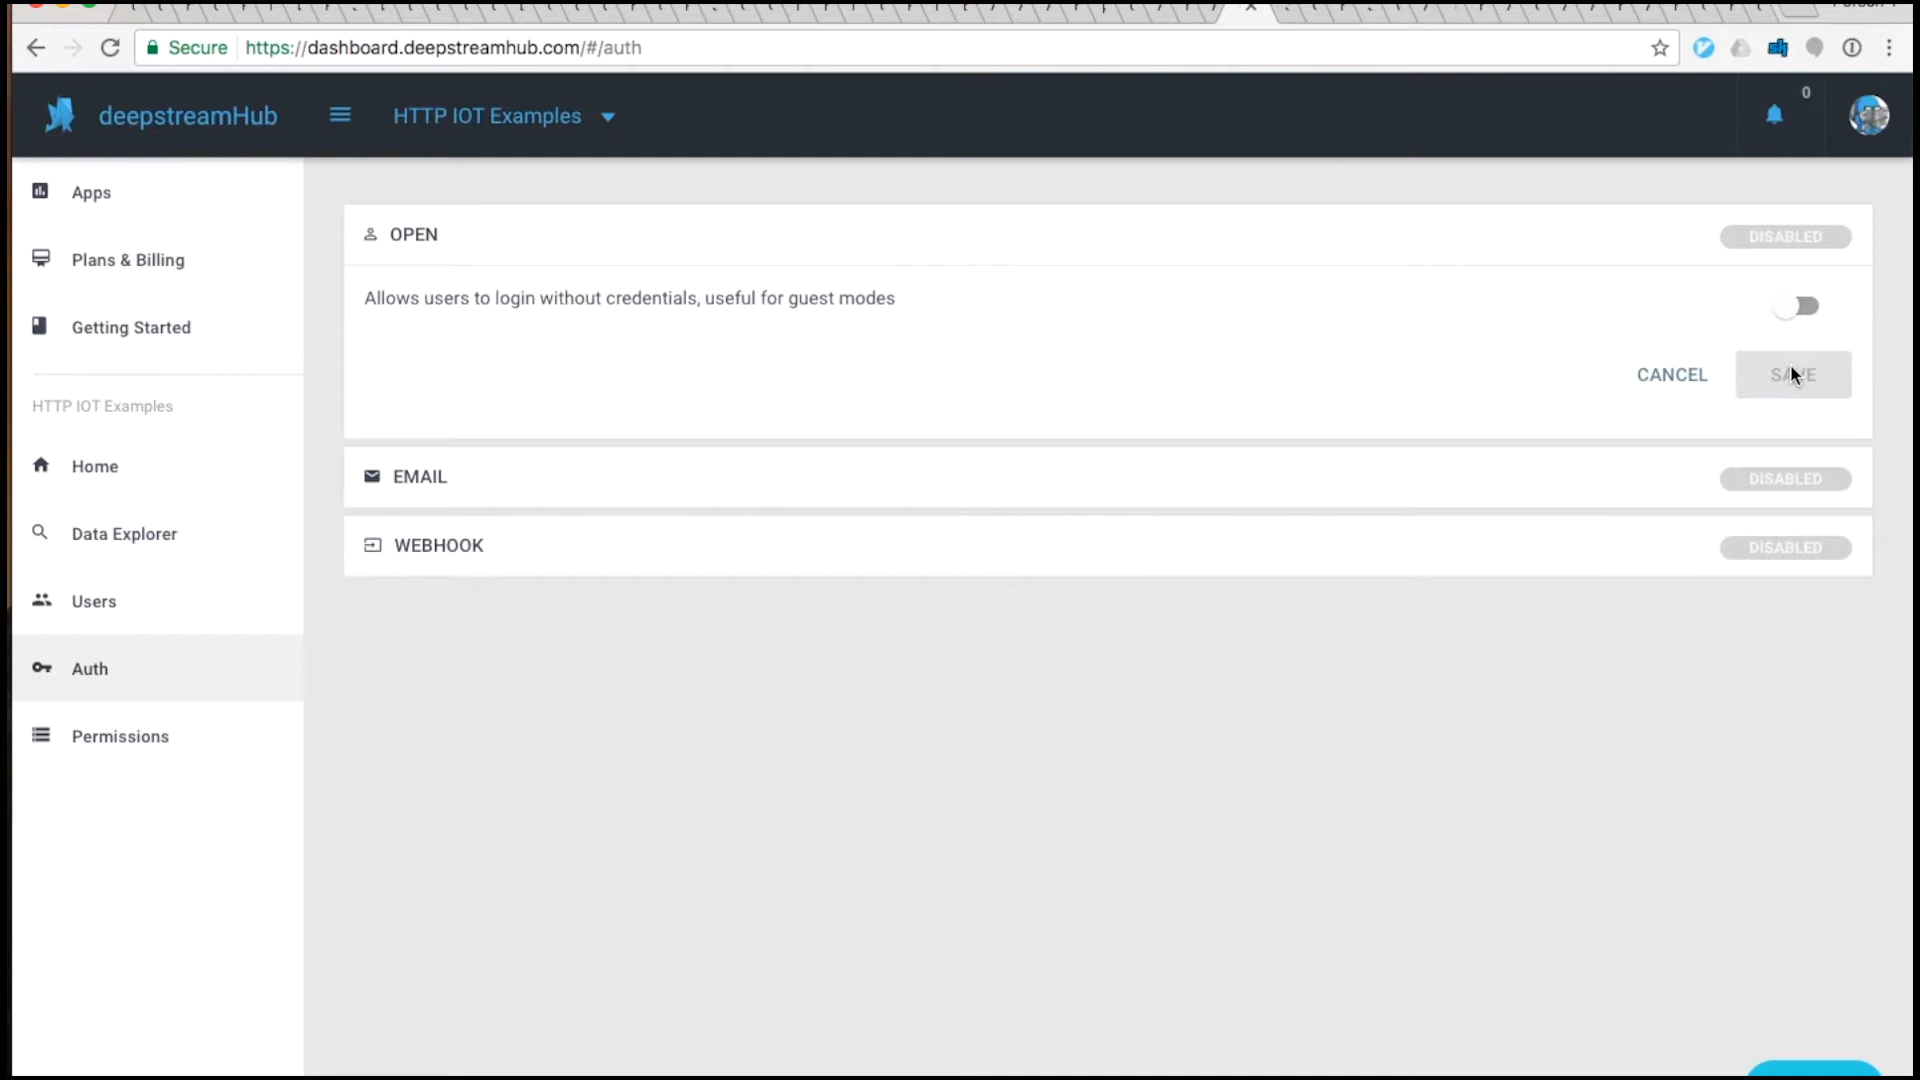 Secure https://dashboard.deepstreamhub.com/#/auth
deepstreamHub
HTTP IOT Examples
0
Apps
Plans & Billing
Getting Started
HTTP IOT Examples
Home
Data Explorer
Users
Auth
Permissions
OPEN
DISABLED
Allows users to login without credentials, useful for guest modes
CANCEL
SAVE
EMAIL
DISABLED
WEBHOOK
DISABLED